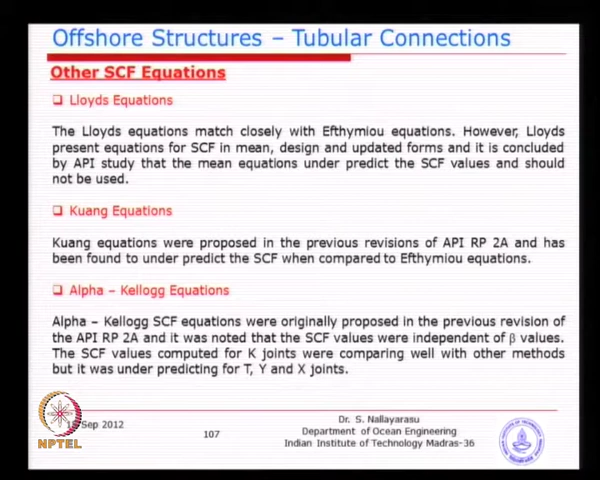 Offshore Structures – Tubular Connections
Other SCF Equations
Lloyds Equations
The Lloyds equations match closely with Efthymiou equations. However, Lloyds
present equations for SCF in mean, design and updated forms and it is concluded
by API study that the mean equations under predict the SCF values and should
not be used.
Kuang Equations
Kuang equations were proposed in the previous revisions of API RP 2A and has
been found to under predict the SCF when compared to Efthymiou equations.
Alpha – Kellogg Equations
Alpha – Kellogg SCF equations were originally proposed in the previous revision of
the API RP 2A and it was noted that the SCF values were independent of β values.
The SCF values computed for K joints were comparing well with other methods
but it was under predicting for T, Y and X joints.
Sep 2012
107
Dr. S. Nallayarasu
Department of Ocean Engineering
Indian Institute of Technology Madras-36
NPTEL